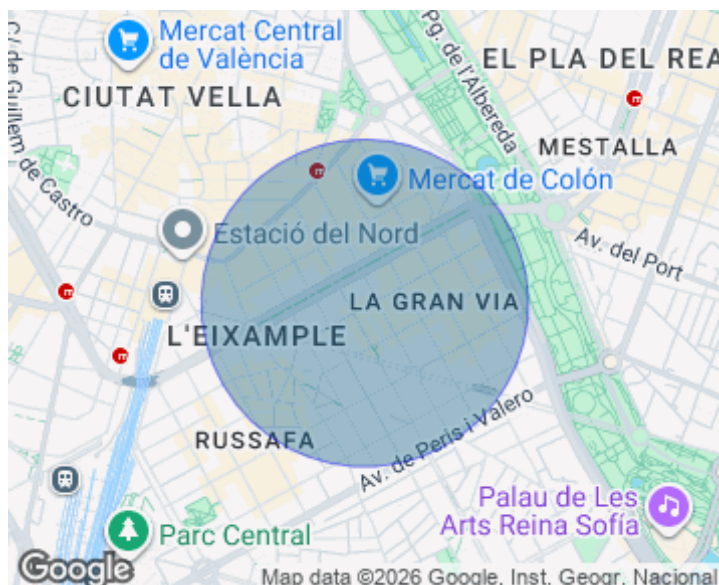 Mercat Central
de València
Pg. de l'Albereda
EL PLA DEL REA
C/ de Guillem de Castro
CIUTAT VELLA
MESTALLA
Mercat de Colón
Estació del Nord
Av. del Port
LA GRAN VIA
L'EIXAMPLE
RUSSAFA
Av. de Peris i Valero
Palau de Les
Arts Reina Sofía
Parc Central
Google
Map data ©2026 Google, Inst. Geogr. Nacional